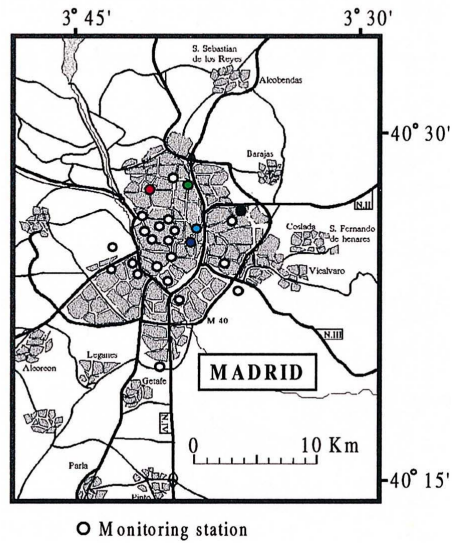 3° 45'
3° 30'
S. Sebastian
de los Reyes
Alcobendas
40° 30'
Barajas
N.II
Coslada
S. Fernando
de henares
Vicalvaro
M 40
N.III
Alcorcon
Leganes
MADRID
Getafe
N.IV
0
10 Km
Parla
Pinto
40° 15'
Monitoring station